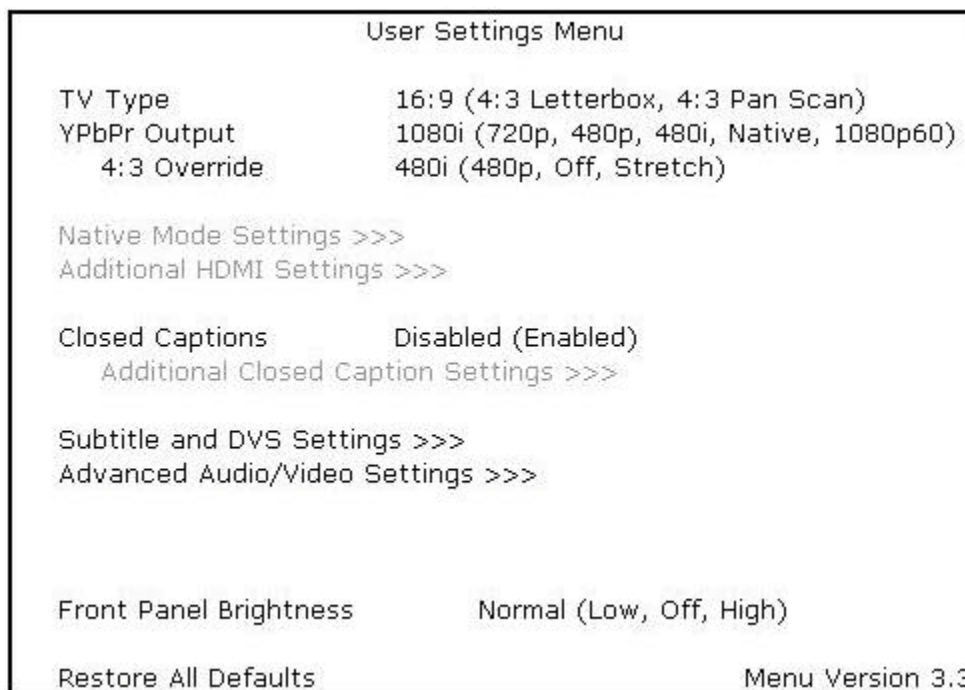 User Settings Menu
TV Type 16:9 (4:3 Letterbox, 4:3 Pan Scan)
YPbPr Output 1080i (720p, 480p, 480i, Native, 1080p60)
4:3 Override 480i (480p, Off, Stretch)
Native Mode Settings >>>
Additional HDMI Settings >>>
Closed Captions Disabled (Enabled)
Additional Closed Caption Settings >>>
Subtitle and DVS Settings >>>
Advanced Audio/Video Settings >>>
Front Panel Brightness Normal (Low, Off, High)
Restore All Defaults Menu Version 3.3